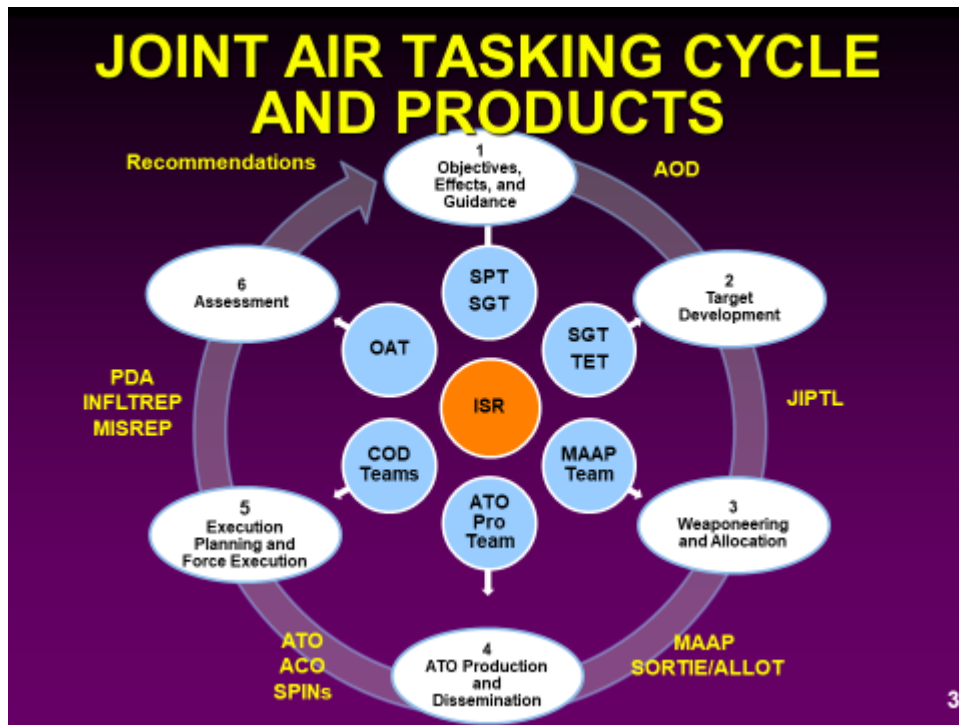 JOINT AIR TASKING CYCLE
AND PRODUCTS
Recommendations
1
Objectives,
Effects, and
Guidance
AOD
SPT
SGT
6
Assessment
2
Target
Development
OAT
SGT
TET
ISR
PDA
INFLTREP
MISREP
JIPTL
COD
Teams
MAAP
Team
ATO
Pro
Team
5
Execution
Planning and
Force Execution
3
Weaponeering
and Allocation
ATO
ACO
SPINs
4
ATO Production
and
Dissemination
MAAP
SORTIE/ALLOT
3